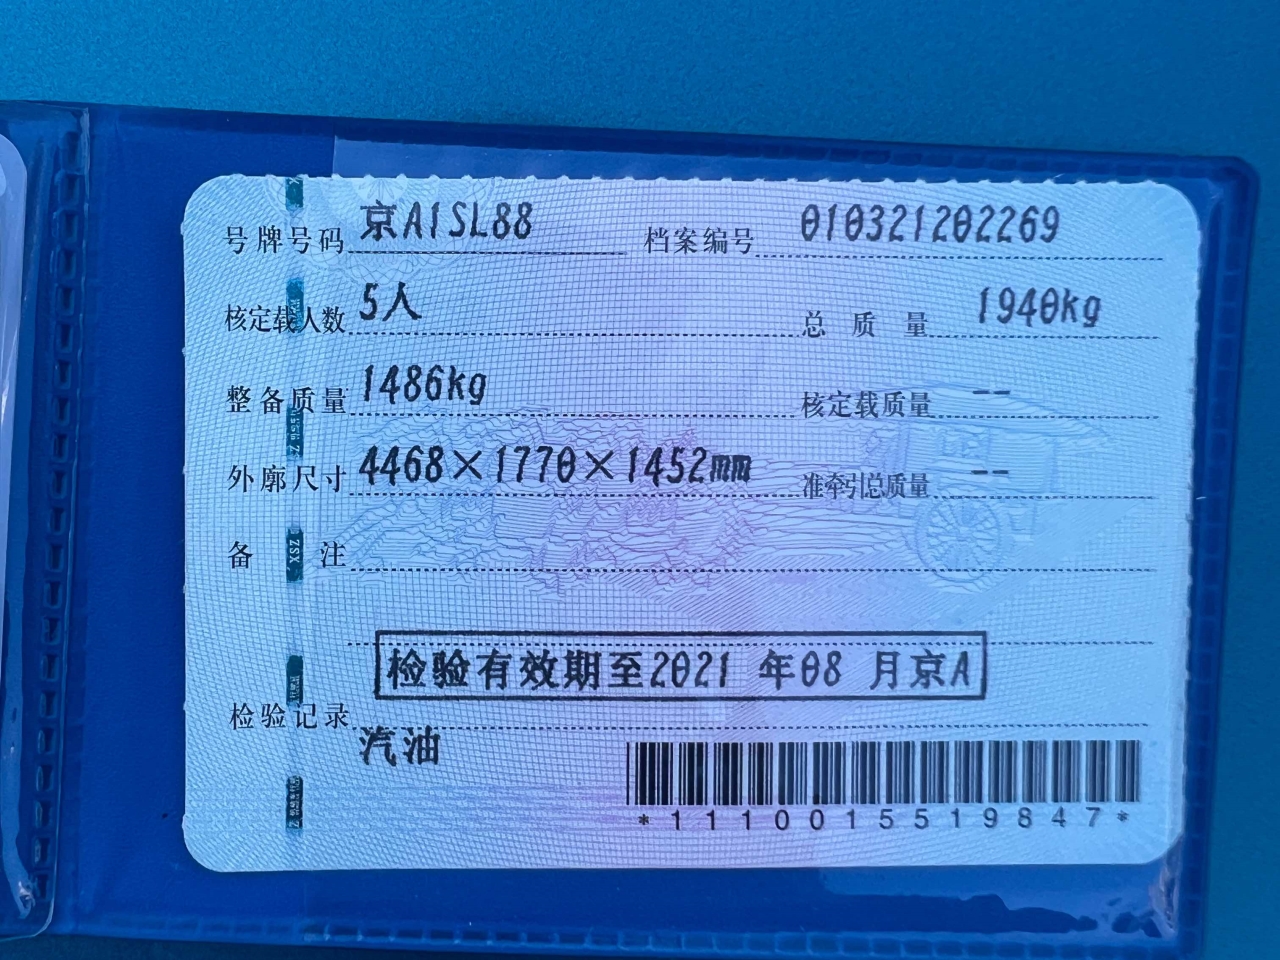 号牌号码 京A1SL88 档案编号 010321202269
核定载人数 5人 总质量 1940kg
整备质量 1486kg 核定载质量 --
外廓尺寸 4468×1770×1452mm 准牵引总质量 --
备注
检验有效期至2021 年08 月京A
检验记录
汽油
*1110015519847*